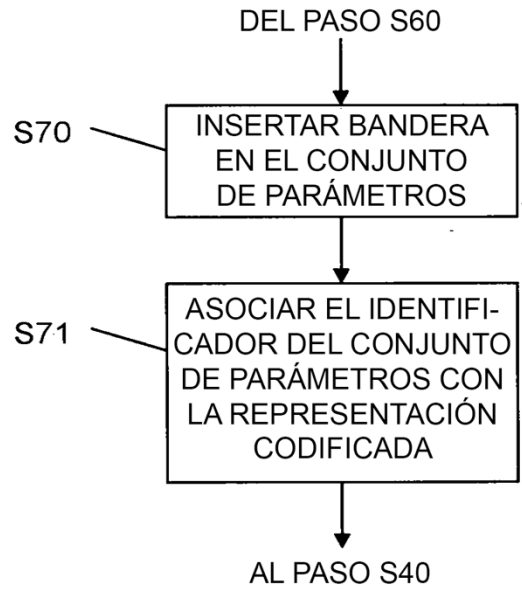 DEL PASO S60
S70
INSERTAR BANDERA
EN EL CONJUNTO
DE PARÁMETROS
S71
ASOCIAR EL IDENTIFI-
CADOR DEL CONJUNTO
DE PARÁMETROS CON
LA REPRESENTACIÓN
CODIFICADA
AL PASO S40